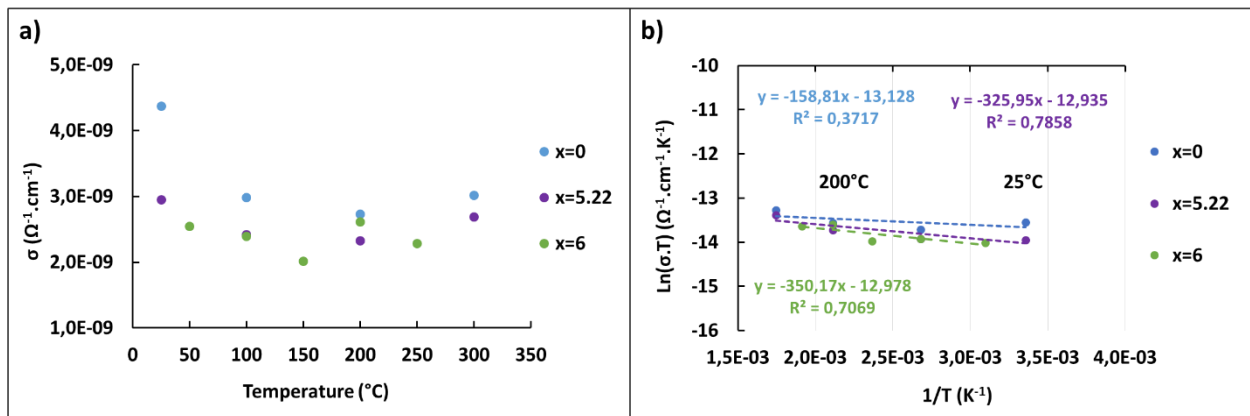 a)
5,0E-09
4,0E-09
3,0E-09
2,0E-09
1,0E-09
σ (Ω⁻¹.cm⁻¹)
0 50 100 150 200 250 300 350
Temperature (°C)
x=0
x=5.22
x=6
b)
-10
-11
-12
-13
-14
-15
-16
Ln(σ.T) (Ω⁻¹.cm⁻¹.K⁻¹)
y = -158,81x - 13,128
R² = 0,3717
y = -325,95x - 12,935
R² = 0,7858
200°C
25°C
y = -350,17x - 12,978
R² = 0,7069
1,5E-03 2,0E-03 2,5E-03 3,0E-03 3,5E-03 4,0E-03
1/T (K⁻¹)
x=0
x=5.22
x=6